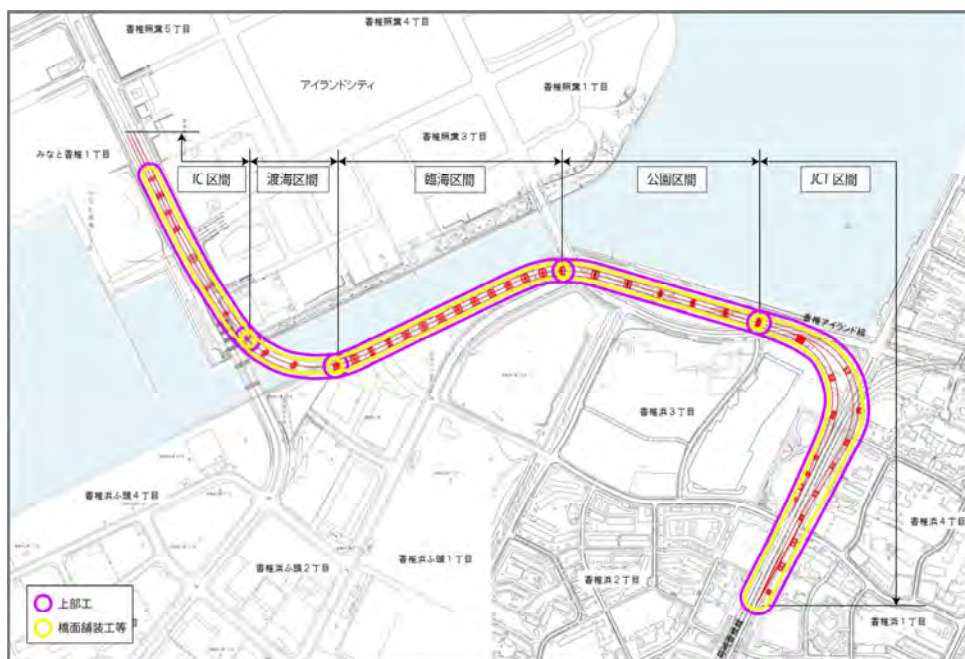 香椎照葉5丁目
香椎照葉4丁目
アイランドシティ
香椎照葉1丁目
香椎照葉3丁目
みなと香椎1丁目
IC区間
渡海区間
臨海区間
公園区間
JCT区間
香椎アイランド線
香椎浜3丁目
香椎浜ふ頭4丁目
香椎浜4丁目
香椎浜ふ頭1丁目
香椎浜ふ頭2丁目
香椎浜2丁目
香椎浜1丁目
上部工
橋面舗装工等